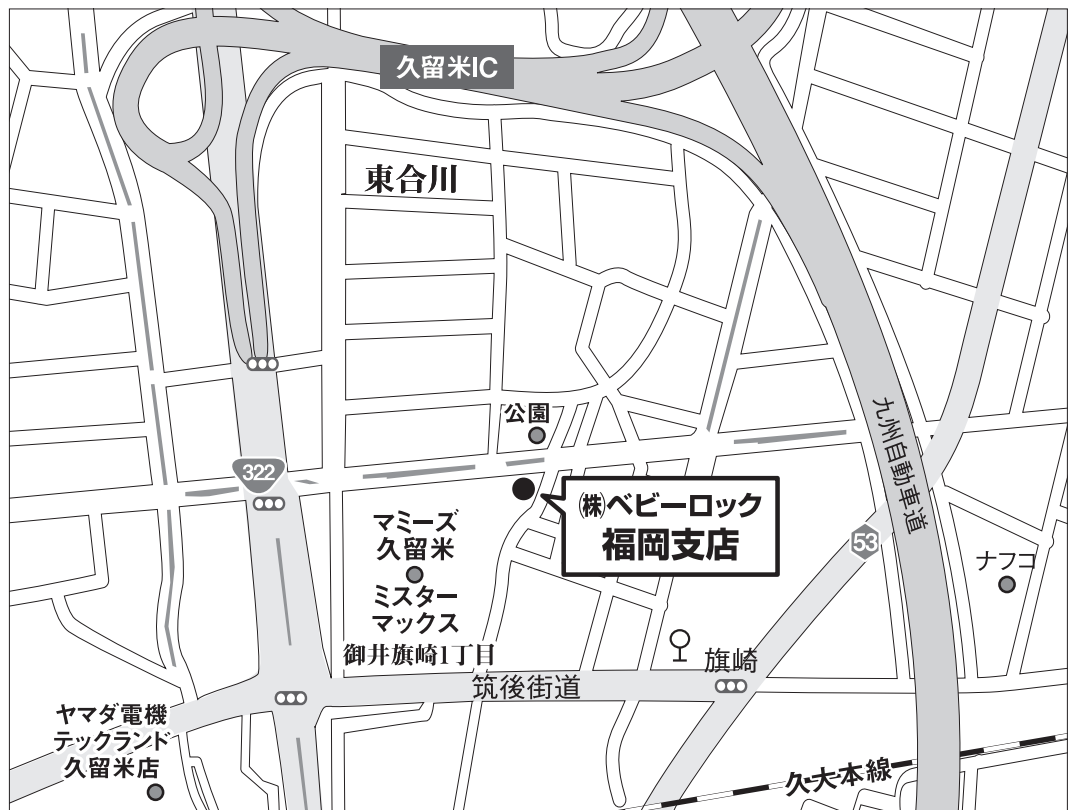 久留米IC
東合川
公園
九州自動車道
322
㈱ベビーロック
福岡支店
マミーズ
久留米
ミスター
マックス
53
ナフコ
御井旗崎1丁目
旗崎
筑後街道
ヤマダ電機
テックランド
久留米店
久大本線